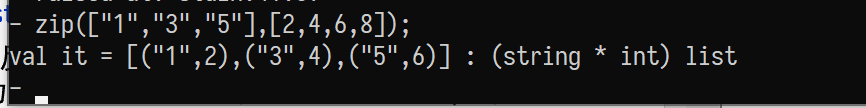 - zip(["1","3","5"],[2,4,6,8]);
val it = [("1",2),("3",4),("5",6)] : (string * int) list
-